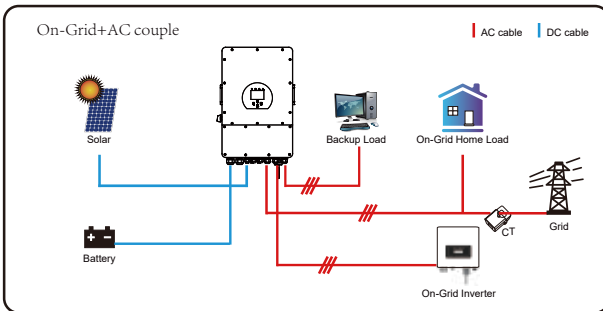 On-Grid+AC couple
AC cable
DC cable
Solar
Backup Load
On-Grid Home Load
CT
Grid
Battery
On-Grid Inverter